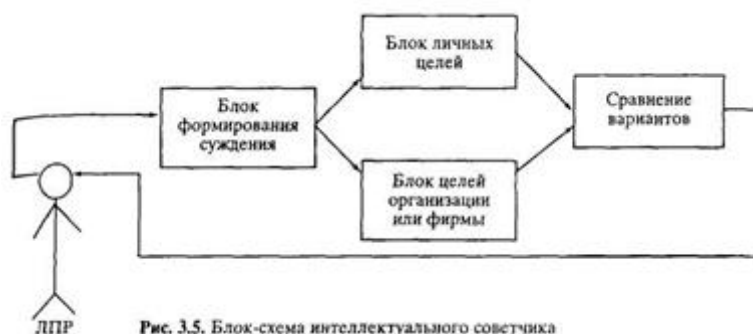 Блок личных
целей
Блок
формирования
суждения
Сравнение
вариантов
Блок целей
организации
или фирмы
ЛПР
Рис. 3.5. Блок-схема интеллектуального советчика